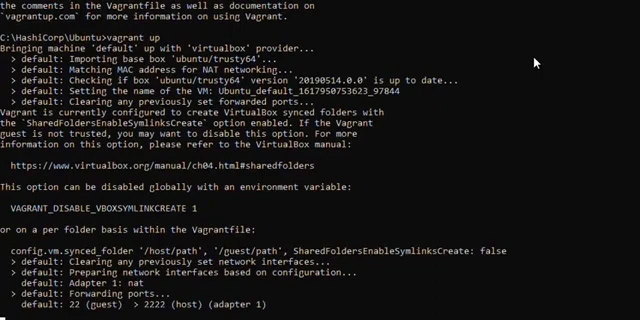 the comments in the Vagrantfile as well as documentation on
`vagrantup.com` for more information on using Vagrant.
C:\HashiCorp\Ubuntu>vagrant up
Bringing machine 'default' up with 'virtualbox' provider...
> default: Importing base box 'ubuntu/trusty64'...
> default: Matching MAC address for NAT networking...
> default: Checking if box 'ubuntu/trusty64' version '20190514.0.0' is up to date...
> default: Setting the name of the VM: Ubuntu_default_1617950753623_97844
> default: Clearing any previously set forwarded ports...
Vagrant is currently configured to create VirtualBox synced folders with
the `SharedFoldersEnableSymlinksCreate` option enabled. If the Vagrant
guest is not trusted, you may want to disable this option. For more
information on this option, please refer to the VirtualBox manual:
https://www.virtualbox.org/manual/ch04.html#sharedfolders
This option can be disabled globally with an environment variable:
VAGRANT_DISABLE_VBOXSYMLINKCREATE 1
or on a per folder basis within the Vagrantfile:
config.vm.synced_folder '/host/path', '/guest/path', SharedFoldersEnableSymlinksCreate: false
> default: Clearing any previously set network interfaces...
> default: Preparing network interfaces based on configuration...
default: Adapter 1: nat
> default: Forwarding ports...
default: 22 (guest) > 2222 (host) (adapter 1)